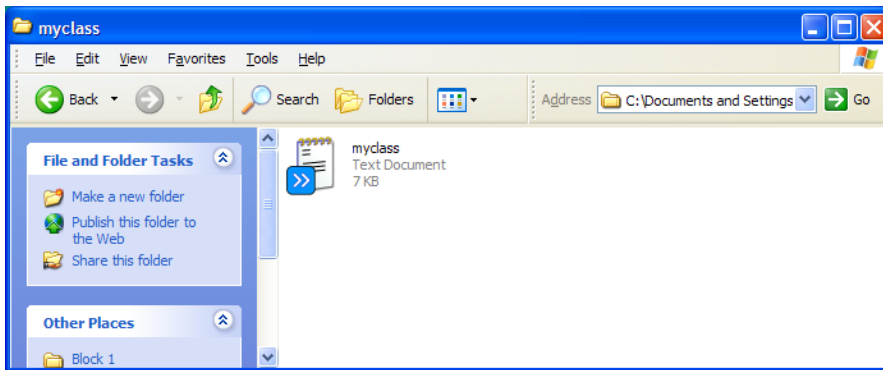 myclass
File Edit View Favorites Tools Help
Back Search Folders Address C:\Documents and Settings Go
File and Folder Tasks
Make a new folder
Publish this folder to
the Web
Share this folder
Other Places
Block 1
myclass
Text Document
7 KB